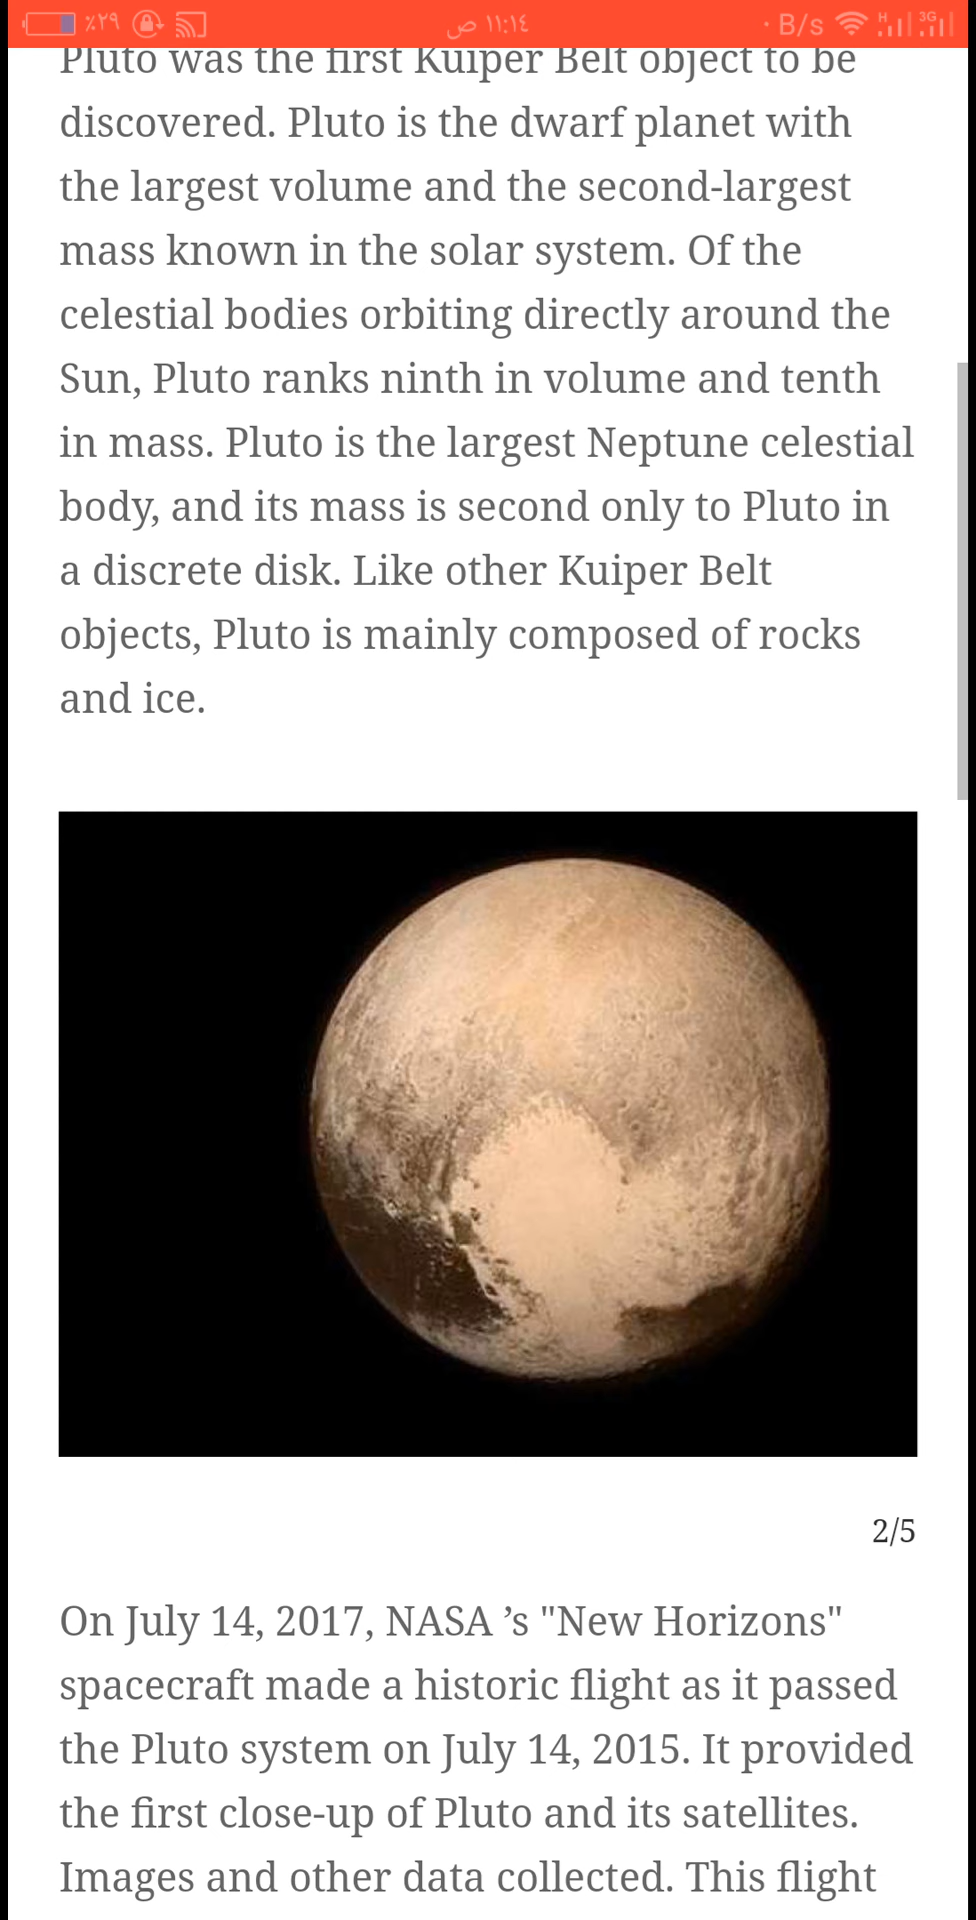 ٪٢٩ ١١:١٤ ص · B/s H 3G
Pluto was the first Kuiper Belt object to be
discovered. Pluto is the dwarf planet with
the largest volume and the second-largest
mass known in the solar system. Of the
celestial bodies orbiting directly around the
Sun, Pluto ranks ninth in volume and tenth
in mass. Pluto is the largest Neptune celestial
body, and its mass is second only to Pluto in
a discrete disk. Like other Kuiper Belt
objects, Pluto is mainly composed of rocks
and ice.
2/5
On July 14, 2017, NASA ’s "New Horizons"
spacecraft made a historic flight as it passed
the Pluto system on July 14, 2015. It provided
the first close-up of Pluto and its satellites.
Images and other data collected. This flight